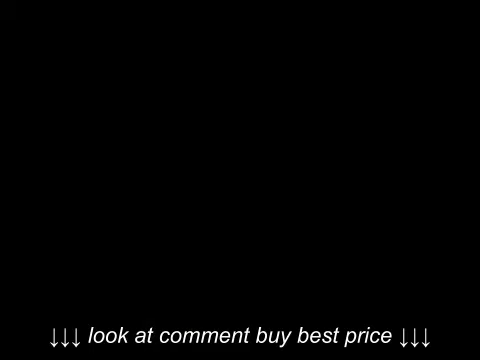 ↓↓↓ look at comment buy best price ↓↓↓